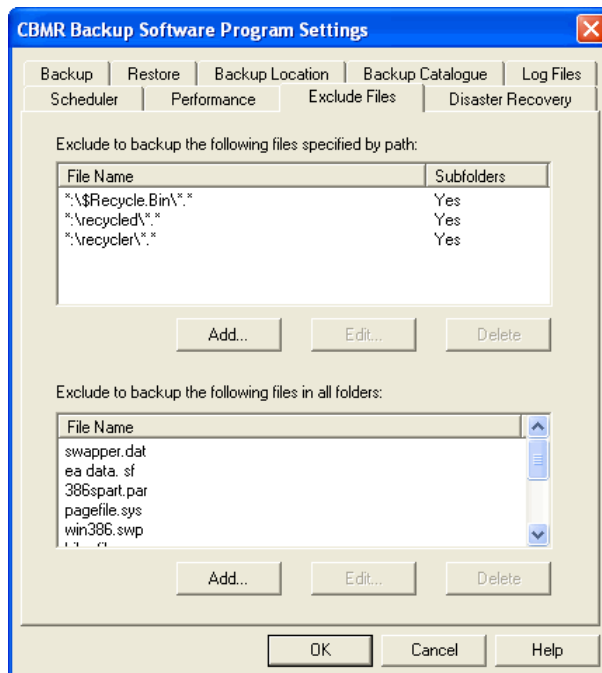 CBMR Backup Software Program Settings
Backup Restore Backup Location Backup Catalogue Log Files
Scheduler Performance Exclude Files Disaster Recovery
Exclude to backup the following files specified by path:
File Name Subfolders
*:\$Recycle.Bin\*.* Yes
*:\recycled\*.* Yes
*:\recycler\*.* Yes
Add... Edit... Delete
Exclude to backup the following files in all folders:
File Name
swapper.dat
ea data. sf
386spart.par
pagefile.sys
win386.swp
Add... Edit... Delete
OK Cancel Help